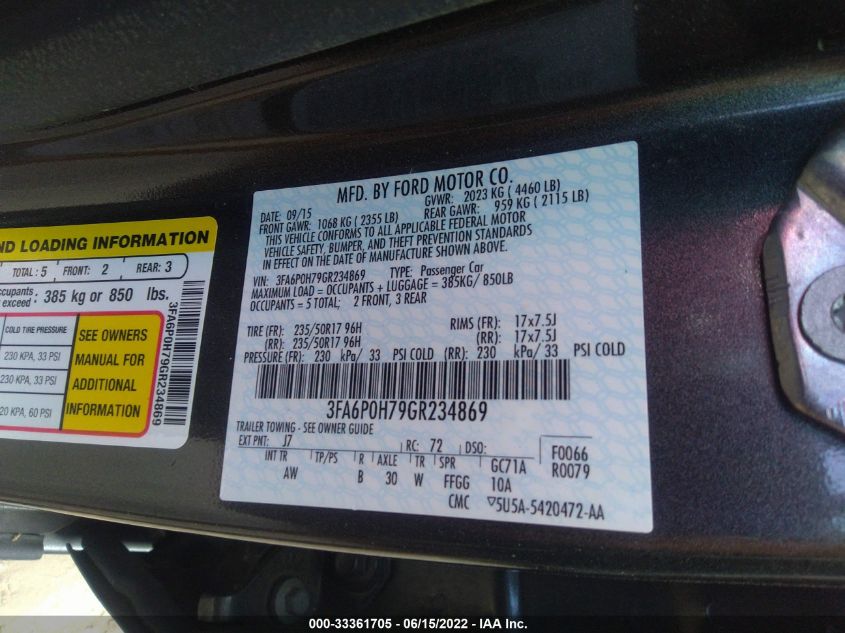 ND LOADING INFORMATION
TOTAL: 5 FRONT: 2 REAR: 3
exceed: 385 kg or 850 lbs.
COLD TIRE PRESSURE
230 KPA, 33 PSI
230 KPA, 33 PSI
20 KPA, 60 PSI
SEE OWNERS
MANUAL FOR
ADDITIONAL
INFORMATION
3FA6P0H79GR234869
MFD. BY FORD MOTOR CO.
DATE: 09/15 GVWR: 2023 KG ( 4460 LB)
FRONT GAWR: 1068 KG ( 2355 LB) REAR GAWR: 959 KG ( 2115 LB)
THIS VEHICLE CONFORMS TO ALL APPLICABLE FEDERAL MOTOR
VEHICLE SAFETY, BUMPER, AND THEFT PREVENTION STANDARDS
IN EFFECT ON THE DATE OF MANUFACTURE SHOWN ABOVE.
VIN: 3FA6P0H79GR234869 TYPE: Passenger Car
MAXIMUM LOAD = OCCUPANTS + LUGGAGE = 385KG/ 850LB
OCCUPANTS = 5 TOTAL; 2 FRONT, 3 REAR
TIRE (FR): 235/50R17 96H RIMS (FR): 17x7.5J
(RR): 235/50R17 96H (RR): 17x7.5J
PRESSURE (FR): 230 kPa/ 33 PSI COLD (RR): 230 kPa/ 33 PSI COLD
3FA6P0H79GR234869
TRAILER TOWING - SEE OWNER GUIDE
EXT PNT: J7 RC: 72 DSO: F0066
R0079
INT TR TP/PS R AXLE TR SPR GC71A
AW B 30 W FFGG 10A
CMC ▽5U5A-5420472-AA
000-33361705 - 06/15/2022 - IAA Inc.